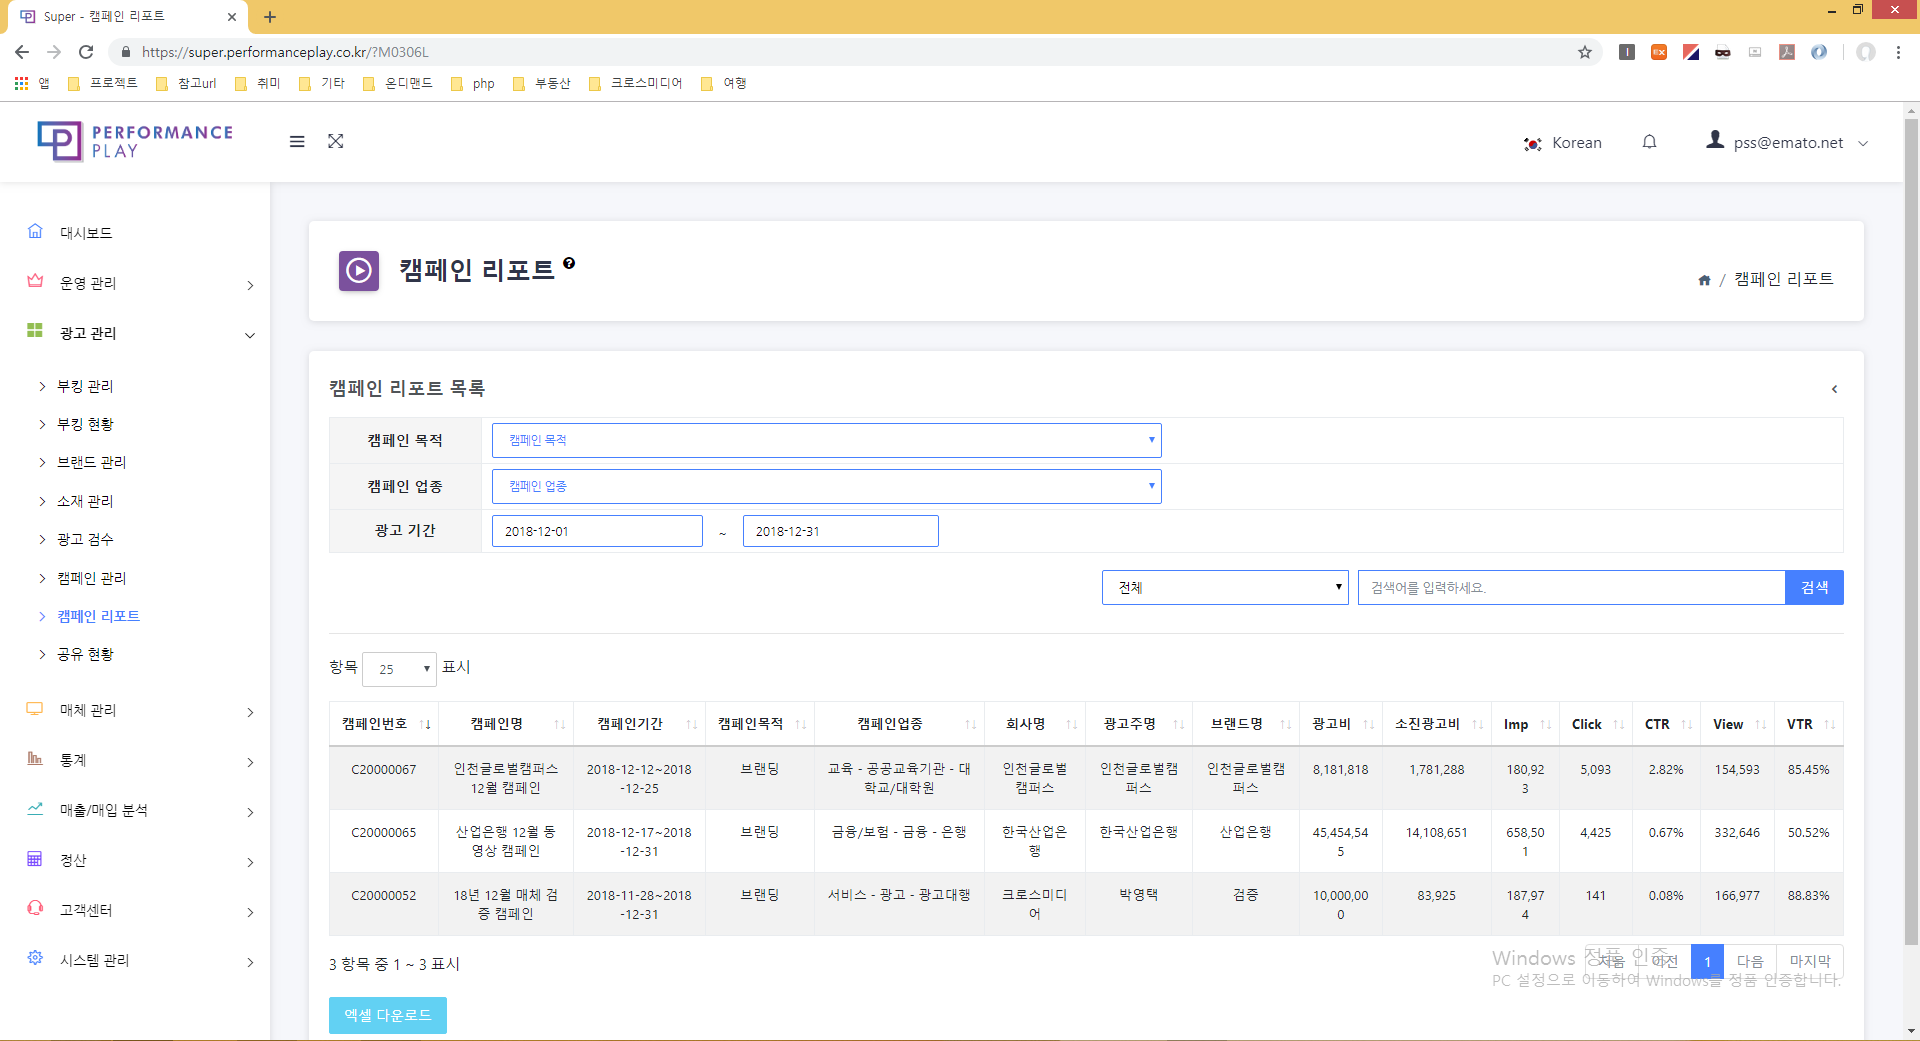 Super - 캠페인 리포트
https://super.performanceplay.co.kr/?M0306L
앱 프로젝트 참고url 취미 기타 온디맨드 php 부동산 크로스미디어 여행
PERFORMANCE
PLAY
Korean
pss@emato.net
대시보드
운영 관리
광고 관리
부킹 관리
부킹 현황
브랜드 관리
소재 관리
광고 검수
캠페인 관리
캠페인 리포트
공유 현황
매체 관리
통계
매출/매입 분석
정산
고객센터
시스템 관리
캠페인 리포트
/ 캠페인 리포트
캠페인 리포트 목록
캠페인 목적 캠페인 목적
캠페인 업종 캠페인 업종
광고 기간 2018-12-01 ~ 2018-12-31
전체 검색어를 입력하세요. 검색
항목 25 표시
캠페인번호 캠페인명 캠페인기간 캠페인목적 캠페인업종 회사명 광고주명 브랜드명 광고비 소진광고비 Imp Click CTR View VTR
C20000067 인천글로벌캠퍼스 2018-12-12~2018 브랜딩 교육 - 공공교육기관 - 대 인천글로벌 인천글로벌캠 인천글로벌캠 8,181,818 1,781,288 180,92 5,093 2.82% 154,593 85.45%
12월 캠페인 -12-25 학교/대학원 캠퍼스 퍼스 퍼스 3
C20000065 산업은행 12월 동 2018-12-17~2018 브랜딩 금융/보험 - 금융 - 은행 한국산업은 한국산업은행 산업은행 45,454,54 14,108,651 658,50 4,425 0.67% 332,646 50.52%
영상 캠페인 -12-31 행 5 1
C20000052 18년 12월 매체 검 2018-11-28~2018 브랜딩 서비스 - 광고 - 광고대행 크로스미디 박영택 검증 10,000,00 83,925 187,97 141 0.08% 166,977 88.83%
증 캠페인 -12-31 어 0 4
3 항목 중 1 ~ 3 표시
처음 이전 1 다음 마지막
Windows 정품 인증
PC 설정으로 이동하여 Windows를 정품 인증합니다.
엑셀 다운로드